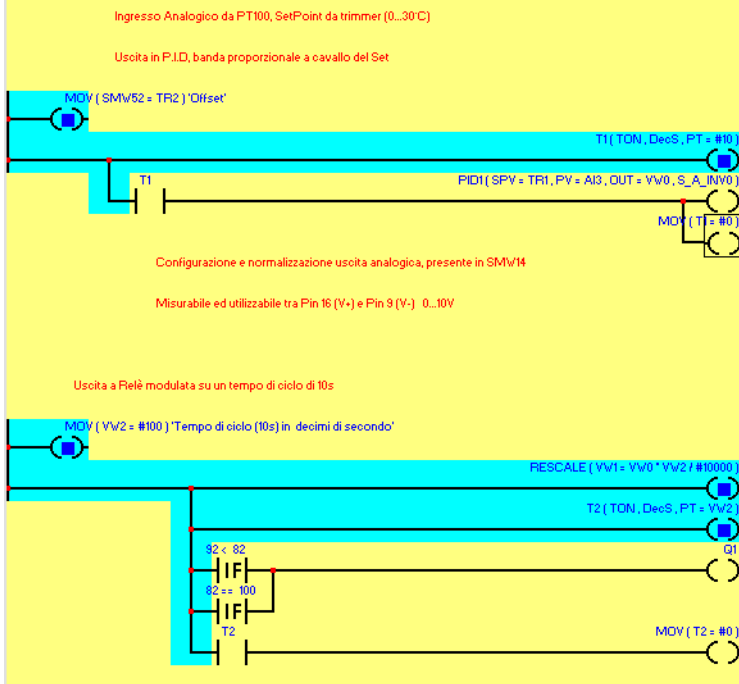 Ingresso Analogico da PT100, SetPoint da trimmer (0...30°C)
Uscita in P.I.D, banda proporzionale a cavallo del Set
MOV ( SMW52 = TR2 ) 'Offset'
T1 ( TON , DecS , PT = #10 )
T1
PID1 ( SPV = TR1, PV = AI3 , OUT = VW0 , S_A_INV0 )
MOV ( T1 = #0 )
Configurazione e normalizzazione uscita analogica, presente in SMW14
Misurabile ed utilizzabile tra Pin 16 (V+) e Pin 9 (V-) 0...10V
Uscita a Relè modulata su un tempo di ciclo di 10s
MOV ( VW2 = #100 ) 'Tempo di ciclo (10s) in decimi di secondo'
RESCALE ( VW1 = VW0 * VW2 / #10000 )
T2 ( TON , DecS , PT = VW2 )
92 < 82
Q1
IF
82 == 100
IF
T2
MOV ( T2 = #0 )